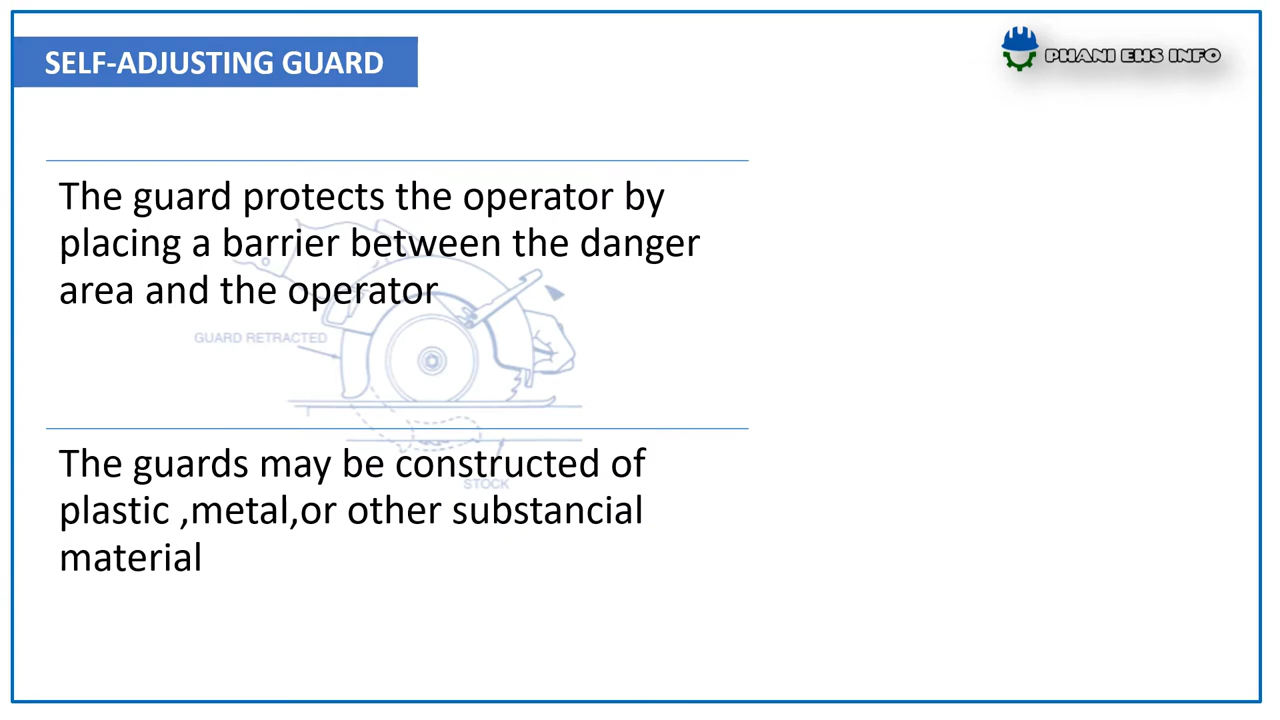 SELF-ADJUSTING GUARD
PHANI EHS INFO
The guard protects the operator by
placing a barrier between the danger
area and the operator
GUARD RETRACTED
The guards may be constructed of
plastic ,metal,or other substancial
material
STOCK